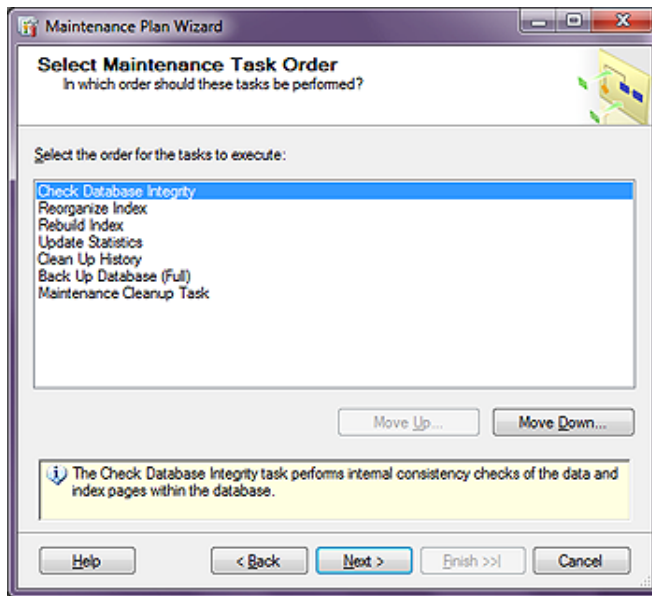 Maintenance Plan Wizard
Select Maintenance Task Order
In which order should these tasks be performed?
Select the order for the tasks to execute:
Check Database Integrity
Reorganize Index
Rebuild Index
Update Statistics
Clean Up History
Back Up Database (Full)
Maintenance Cleanup Task
Move Up... Move Down...
The Check Database Integrity task performs internal consistency checks of the data and
index pages within the database.
Help < Back Next > Finish >>| Cancel